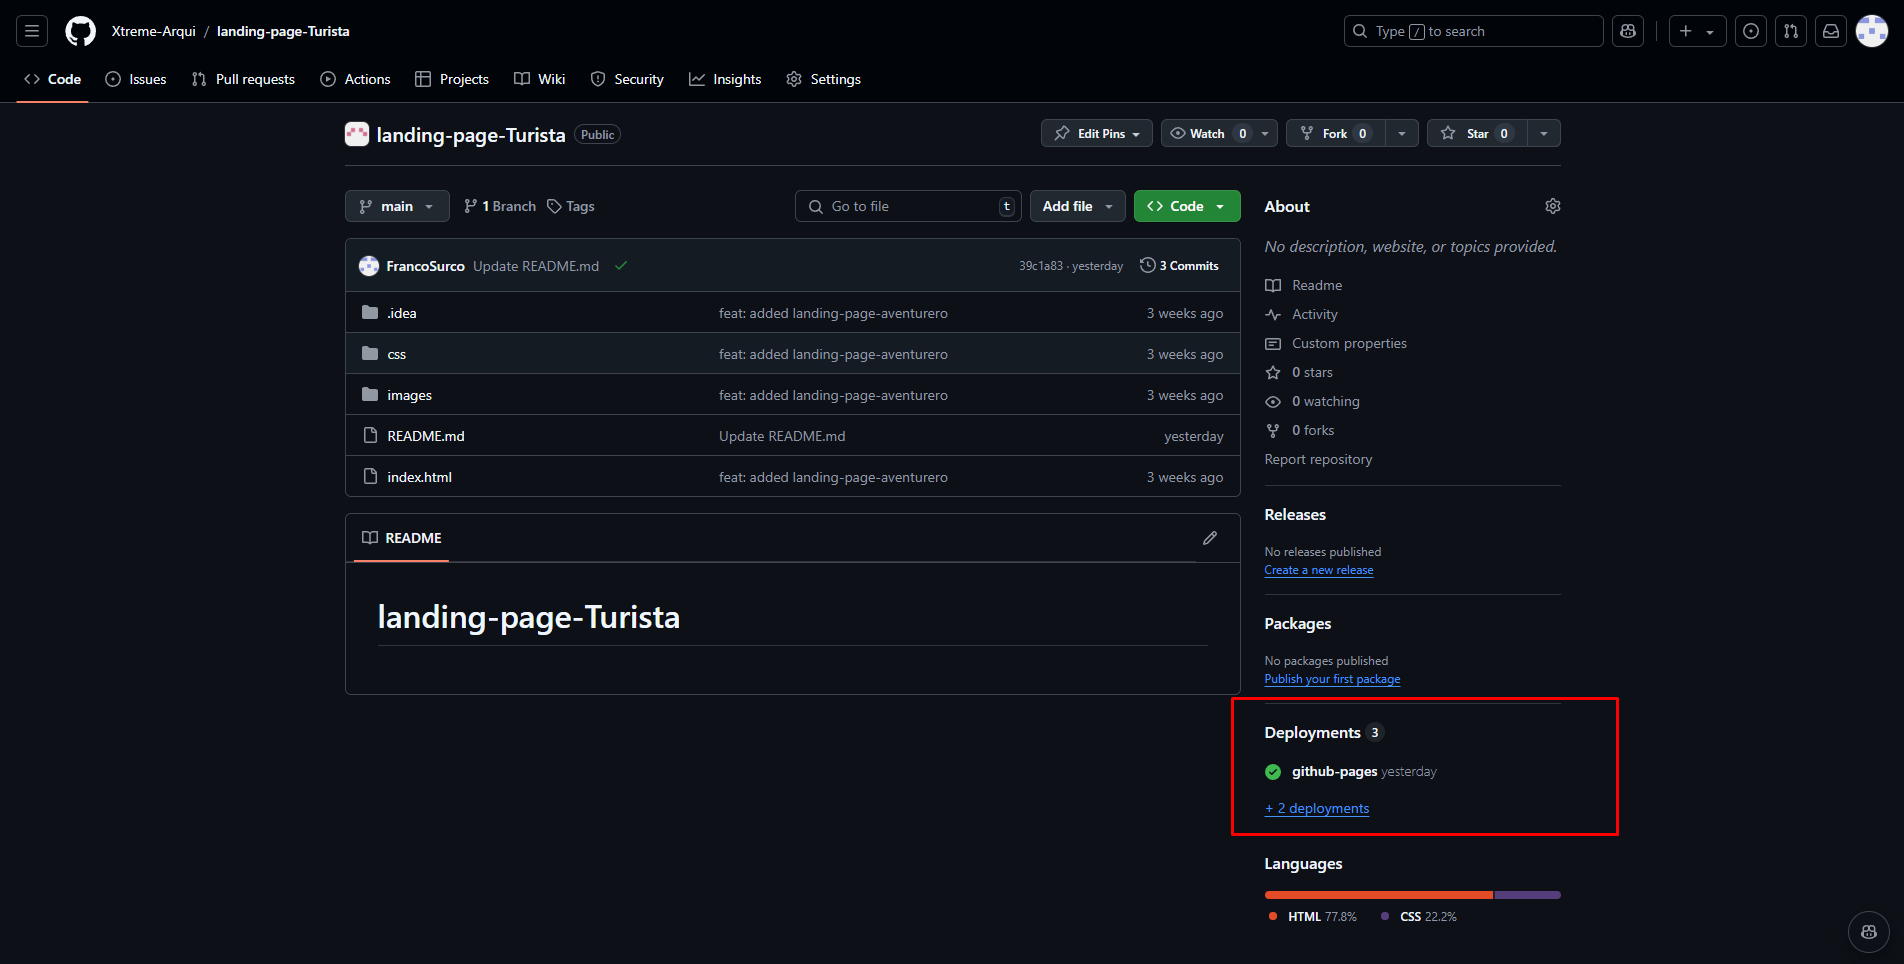 Xtreme-Arqui / landing-page-Turista
Type / to search
Code Issues Pull requests Actions Projects Wiki Security Insights Settings
landing-page-Turista Public
Edit Pins Watch 0 Fork 0 Star 0
main 1 Branch Tags Go to file t Add file Code
FrancoSurco Update README.md 39c1a83 · yesterday 3 Commits
.idea feat: added landing-page-aventurero 3 weeks ago
css feat: added landing-page-aventurero 3 weeks ago
images feat: added landing-page-aventurero 3 weeks ago
README.md Update README.md yesterday
index.html feat: added landing-page-aventurero 3 weeks ago
README
landing-page-Turista
About
No description, website, or topics provided.
Readme
Activity
Custom properties
0 stars
0 watching
0 forks
Report repository
Releases
No releases published
Create a new release
Packages
No packages published
Publish your first package
Deployments 3
github-pages yesterday
+ 2 deployments
Languages
HTML 77.8% CSS 22.2%